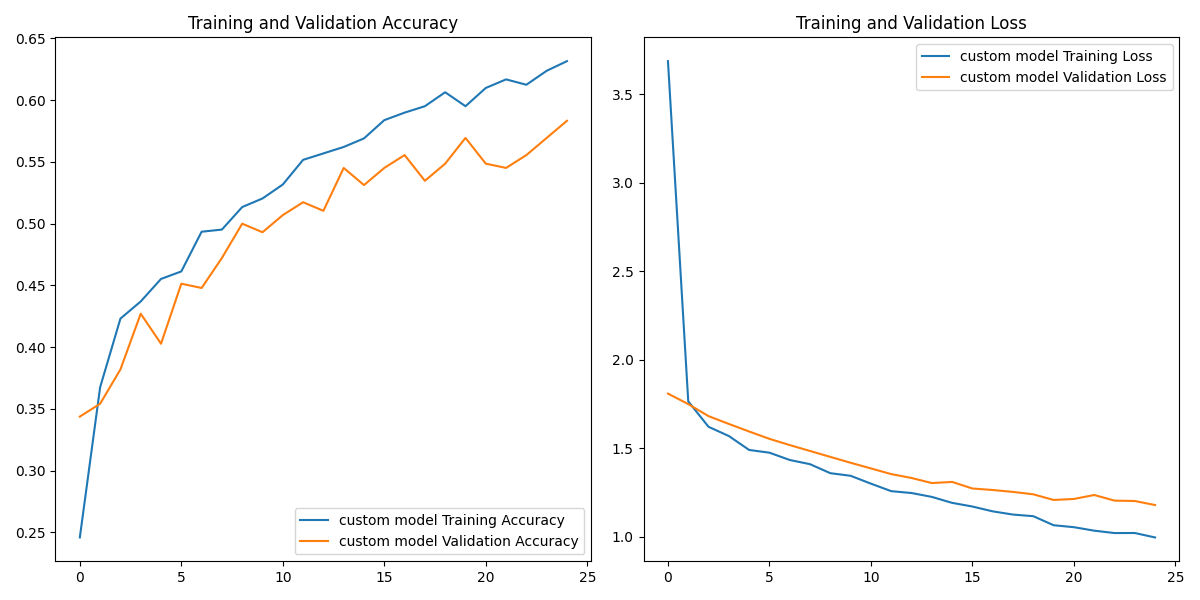 Training and Validation Accuracy
0.65
0.60
0.55
0.50
0.45
0.40
0.35
0.30
0.25
custom model Training Accuracy
custom model Validation Accuracy
0 5 10 15 20 25
Training and Validation Loss
custom model Training Loss
custom model Validation Loss
3.5
3.0
2.5
2.0
1.5
1.0
0 5 10 15 20 25